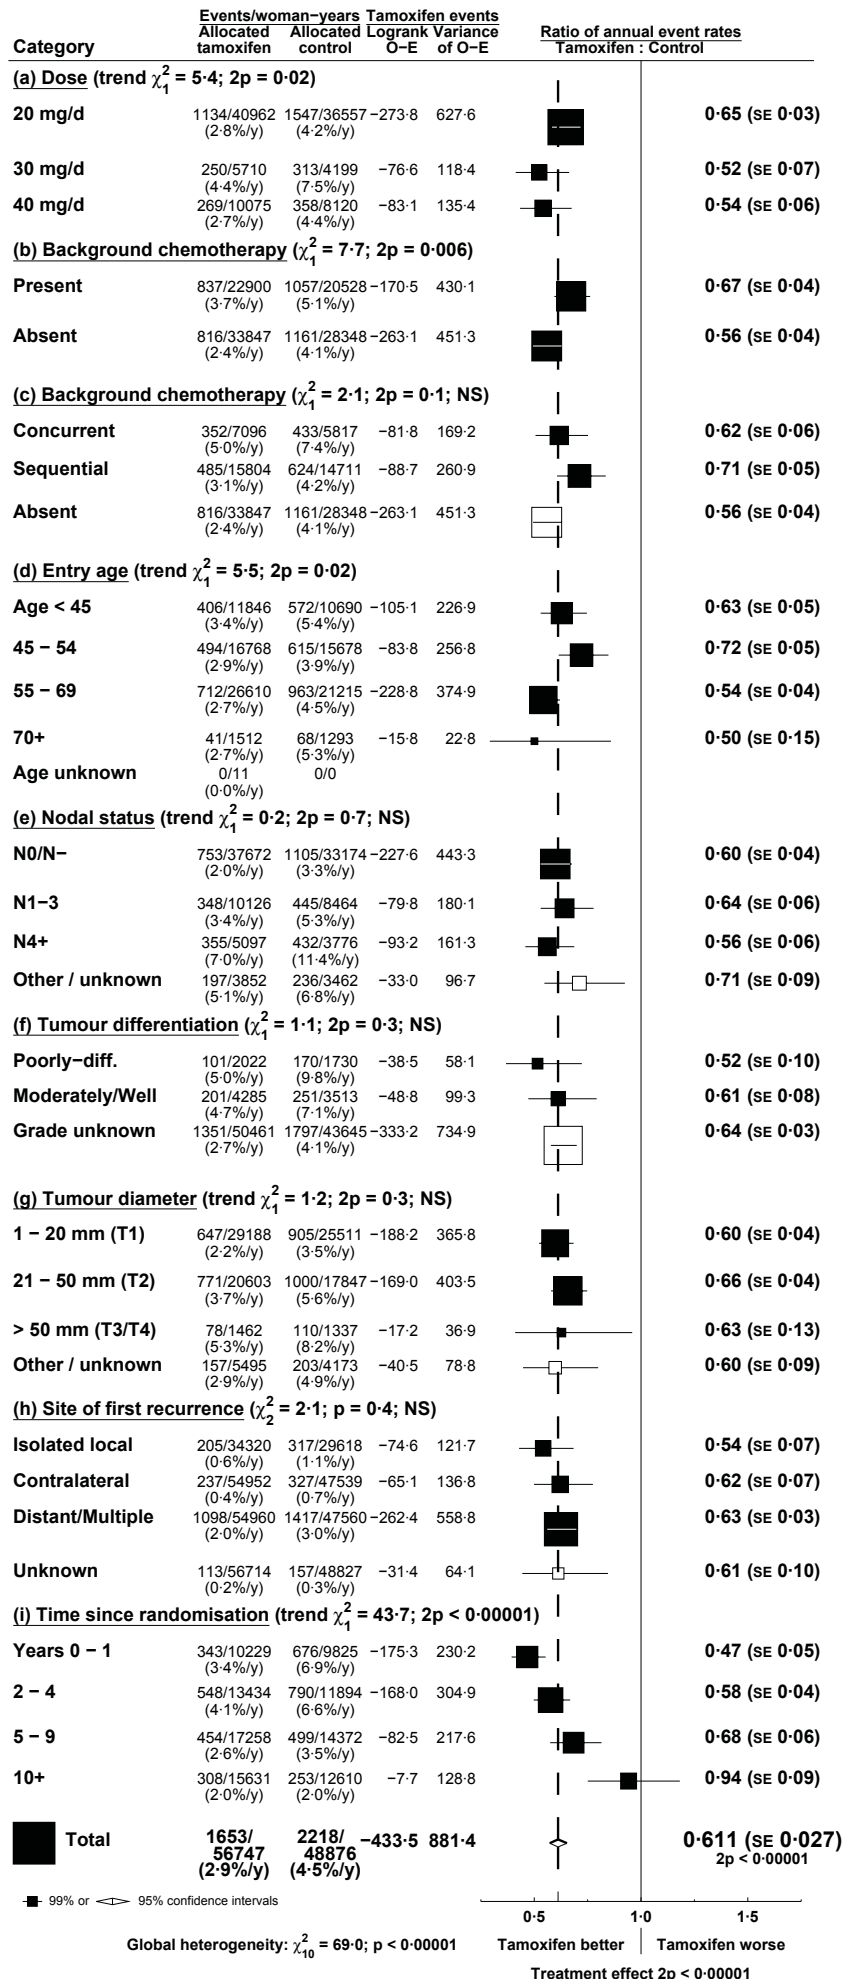 Events/woman−years Tamoxifen events
Allocated Allocated Logrank Variance Ratio of annual event rates
Category tamoxifen control O−E of O−E Tamoxifen : Control
(a) Dose (trend χ²₁ = 5·4; 2p = 0·02)
20 mg/d 1134/40962 1547/36557 −273·8 627·6 0·65 (SE 0·03)
(2·8%/y) (4·2%/y)
30 mg/d 250/5710 313/4199 −76·6 118·4 0·52 (SE 0·07)
(4·4%/y) (7·5%/y)
40 mg/d 269/10075 358/8120 −83·1 135·4 0·54 (SE 0·06)
(2·7%/y) (4·4%/y)
(b) Background chemotherapy (χ²₁ = 7·7; 2p = 0·006)
Present 837/22900 1057/20528 −170·5 430·1 0·67 (SE 0·04)
(3·7%/y) (5·1%/y)
Absent 816/33847 1161/28348 −263·1 451·3 0·56 (SE 0·04)
(2·4%/y) (4·1%/y)
(c) Background chemotherapy (χ²₁ = 2·1; 2p = 0·1; NS)
Concurrent 352/7096 433/5817 −81·8 169·2 0·62 (SE 0·06)
(5·0%/y) (7·4%/y)
Sequential 485/15804 624/14711 −88·7 260·9 0·71 (SE 0·05)
(3·1%/y) (4·2%/y)
Absent 816/33847 1161/28348 −263·1 451·3 0·56 (SE 0·04)
(2·4%/y) (4·1%/y)
(d) Entry age (trend χ²₁ = 5·5; 2p = 0·02)
Age < 45 406/11846 572/10690 −105·1 226·9 0·63 (SE 0·05)
(3·4%/y) (5·4%/y)
45 − 54 494/16768 615/15678 −83·8 256·8 0·72 (SE 0·05)
(2·9%/y) (3·9%/y)
55 − 69 712/26610 963/21215 −228·8 374·9 0·54 (SE 0·04)
(2·7%/y) (4·5%/y)
70+ 41/1512 68/1293 −15·8 22·8 0·50 (SE 0·15)
(2·7%/y) (5·3%/y)
Age unknown 0/11 0/0
(0·0%/y)
(e) Nodal status (trend χ²₁ = 0·2; 2p = 0·7; NS)
N0/N− 753/37672 1105/33174 −227·6 443·3 0·60 (SE 0·04)
(2·0%/y) (3·3%/y)
N1−3 348/10126 445/8464 −79·8 180·1 0·64 (SE 0·06)
(3·4%/y) (5·3%/y)
N4+ 355/5097 432/3776 −93·2 161·3 0·56 (SE 0·06)
(7·0%/y) (11·4%/y)
Other / unknown 197/3852 236/3462 −33·0 96·7 0·71 (SE 0·09)
(5·1%/y) (6·8%/y)
(f) Tumour differentiation (χ²₁ = 1·1; 2p = 0·3; NS)
Poorly−diff. 101/2022 170/1730 −38·5 58·1 0·52 (SE 0·10)
(5·0%/y) (9·8%/y)
Moderately/Well 201/4285 251/3513 −48·8 99·3 0·61 (SE 0·08)
(4·7%/y) (7·1%/y)
Grade unknown 1351/50461 1797/43645 −333·2 734·9 0·64 (SE 0·03)
(2·7%/y) (4·1%/y)
(g) Tumour diameter (trend χ²₁ = 1·2; 2p = 0·3; NS)
1 − 20 mm (T1) 647/29188 905/25511 −188·2 365·8 0·60 (SE 0·04)
(2·2%/y) (3·5%/y)
21 − 50 mm (T2) 771/20603 1000/17847 −169·0 403·5 0·66 (SE 0·04)
(3·7%/y) (5·6%/y)
> 50 mm (T3/T4) 78/1462 110/1337 −17·2 36·9 0·63 (SE 0·13)
(5·3%/y) (8·2%/y)
Other / unknown 157/5495 203/4173 −40·5 78·8 0·60 (SE 0·09)
(2·9%/y) (4·9%/y)
(h) Site of first recurrence (χ²₂ = 2·1; p = 0·4; NS)
Isolated local 205/34320 317/29618 −74·6 121·7 0·54 (SE 0·07)
(0·6%/y) (1·1%/y)
Contralateral 237/54952 327/47539 −65·1 136·8 0·62 (SE 0·07)
(0·4%/y) (0·7%/y)
Distant/Multiple 1098/54960 1417/47560 −262·4 558·8 0·63 (SE 0·03)
(2·0%/y) (3·0%/y)
Unknown 113/56714 157/48827 −31·4 64·1 0·61 (SE 0·10)
(0·2%/y) (0·3%/y)
(i) Time since randomisation (trend χ²₁ = 43·7; 2p < 0·00001)
Years 0 − 1 343/10229 676/9825 −175·3 230·2 0·47 (SE 0·05)
(3·4%/y) (6·9%/y)
2 − 4 548/13434 790/11894 −168·0 304·9 0·58 (SE 0·04)
(4·1%/y) (6·6%/y)
5 − 9 454/17258 499/14372 −82·5 217·6 0·68 (SE 0·06)
(2·6%/y) (3·5%/y)
10+ 308/15631 253/12610 −7·7 128·8 0·94 (SE 0·09)
(2·0%/y) (2·0%/y)
Total 1653/ 2218/ −433·5 881·4 0·611 (SE 0·027)
56747 48876 2p < 0·00001
(2·9%/y) (4·5%/y)
99% or 95% confidence intervals
0·5 1·0 1·5
Global heterogeneity: χ²₁₀ = 69·0; p < 0·00001 Tamoxifen better Tamoxifen worse
Treatment effect 2p < 0·00001